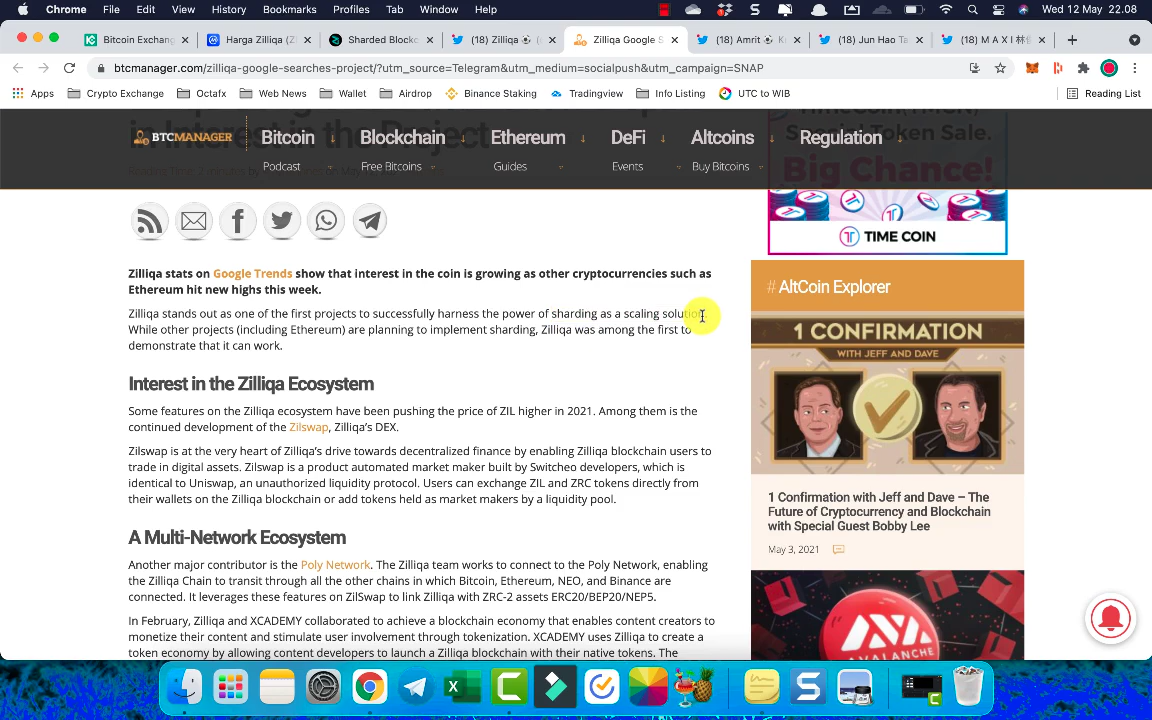 Chrome File Edit View History Bookmarks Profiles Tab Window Help Wed 12 May 22.08
Bitcoin Exchan Harga Zilliqa (Z Sharded Blockc (18) Zilliqa Zilliqa Google S (18) Amrit (18) Jun Hao Ta (18) M A X I
btcmanager.com/zilliqa-google-searches-project/?utm_source=Telegram&utm_medium=socialpush&utm_campaign=SNAP
Apps Crypto Exchange Octafx Web News Wallet Airdrop Binance Staking Tradingview Info Listing UTC to WIB Reading List
in Interest in the Project
BTCMANAGER Bitcoin Blockchain Ethereum DeFi Altcoins Regulation
Podcast Free Bitcoins Guides Events Buy Bitcoins
Special Token Sale.
Big Chance!
TIME COIN
Zilliqa stats on Google Trends show that interest in the coin is growing as other cryptocurrencies such as
Ethereum hit new highs this week.
Zilliqa stands out as one of the first projects to successfully harness the power of sharding as a scaling solution.
While other projects (including Ethereum) are planning to implement sharding, Zilliqa was among the first to
demonstrate that it can work.
Interest in the Zilliqa Ecosystem
Some features on the Zilliqa ecosystem have been pushing the price of ZIL higher in 2021. Among them is the
continued development of the Zilswap, Zilliqa's DEX.
Zilswap is at the very heart of Zilliqa's drive towards decentralized finance by enabling Zilliqa blockchain users to
trade in digital assets. Zilswap is a product automated market maker built by Switcheo developers, which is
identical to Uniswap, an unauthorized liquidity protocol. Users can exchange ZIL and ZRC tokens directly from
their wallets on the Zilliqa blockchain or add tokens held as market makers by a liquidity pool.
A Multi-Network Ecosystem
Another major contributor is the Poly Network. The Zilliqa team works to connect to the Poly Network, enabling
the Zilliqa Chain to transit through all the other chains in which Bitcoin, Ethereum, NEO, and Binance are
connected. It leverages these features on ZilSwap to link Zilliqa with ZRC-2 assets ERC20/BEP20/NEP5.
In February, Zilliqa and XCADEMY collaborated to achieve a blockchain economy that enables content creators to
monetize their content and stimulate user involvement through tokenization. XCADEMY uses Zilliqa to create a
token economy by allowing content developers to launch a Zilliqa blockchain with their native tokens. The
# AltCoin Explorer
1 CONFIRMATION
WITH JEFF AND DAVE
1 Confirmation with Jeff and Dave – The
Future of Cryptocurrency and Blockchain
with Special Guest Bobby Lee
May 3, 2021
AVALANCHE